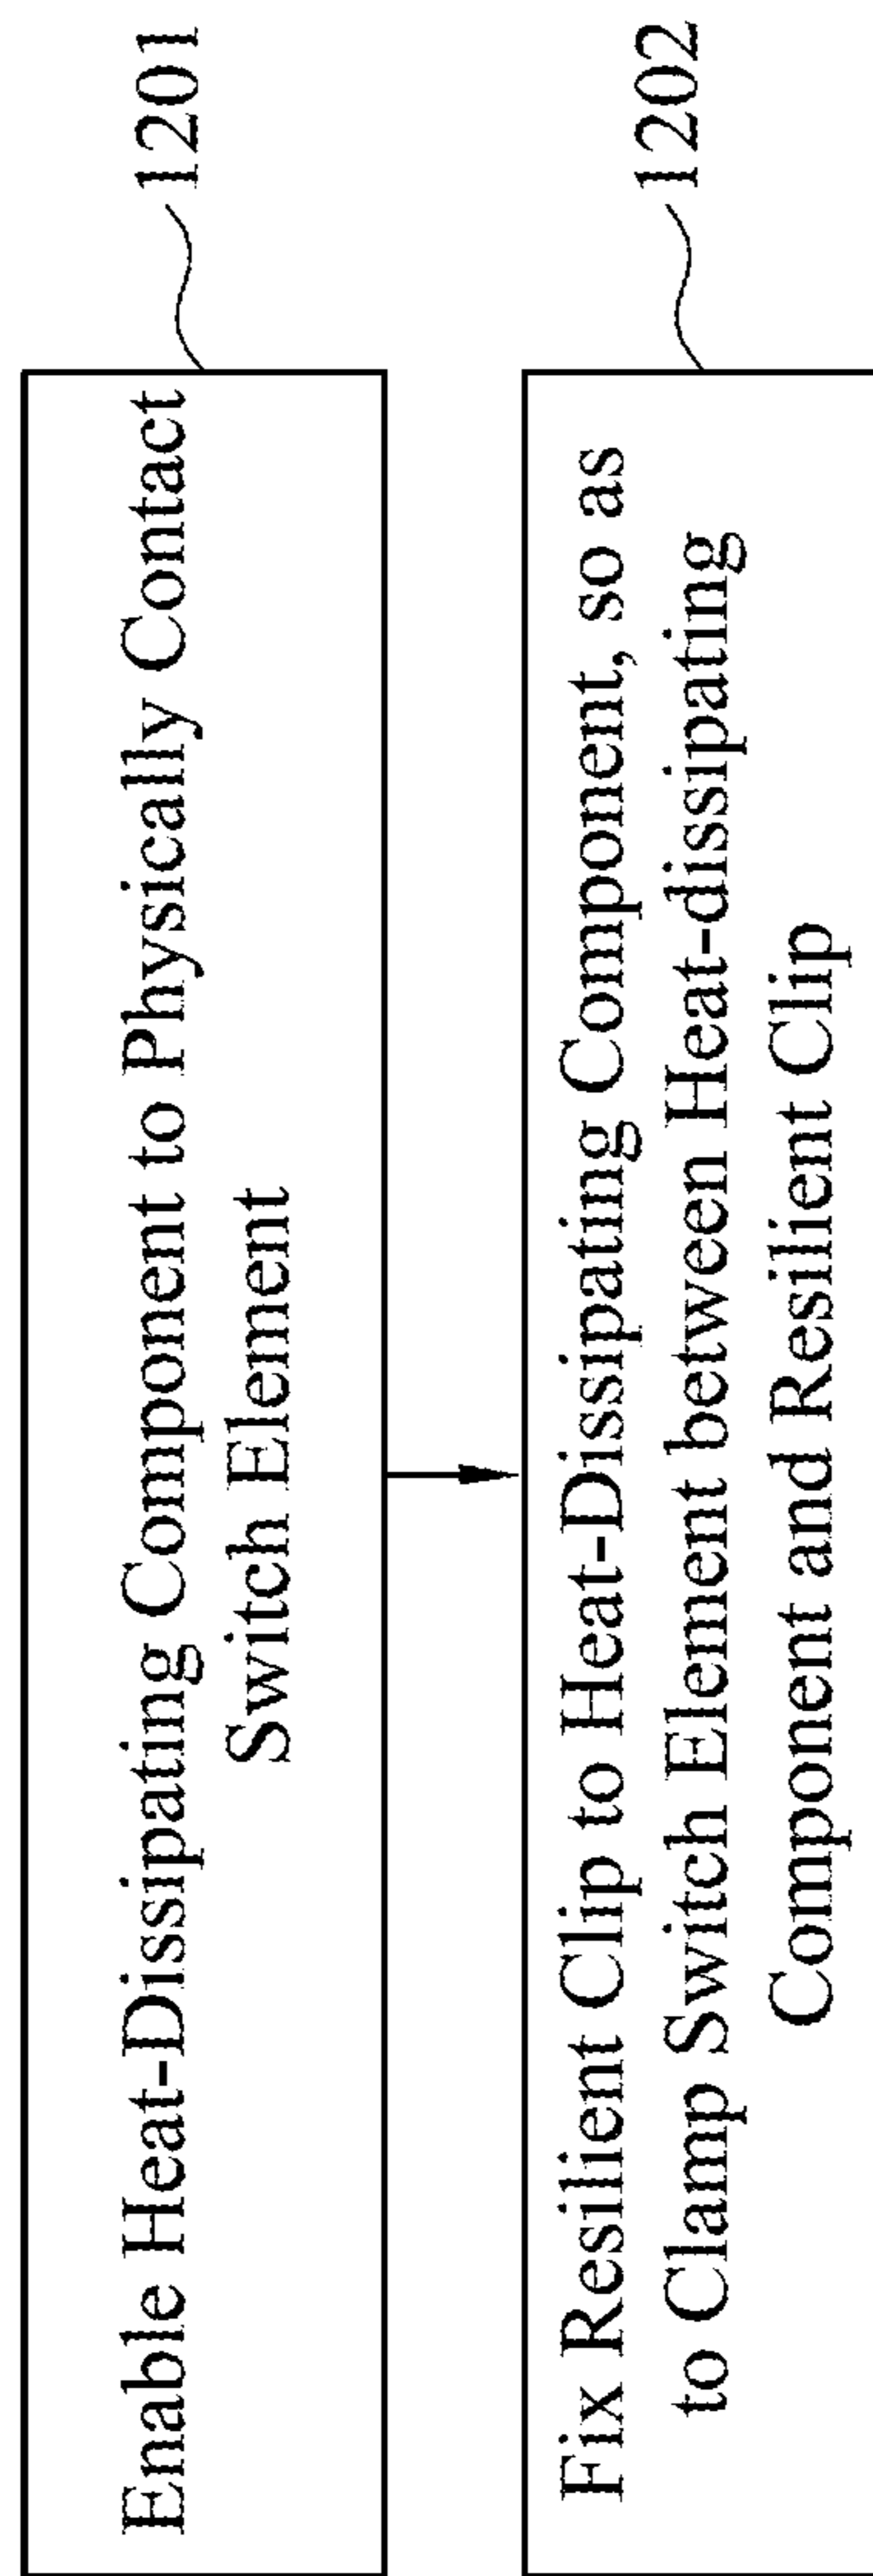 Enable Heat-Dissipating Component to Physically Contact
Switch Element
1201
Fix Resilient Clip to Heat-Dissipating Component, so as
to Clamp Switch Element between Heat-dissipating
Component and Resilient Clip
1202